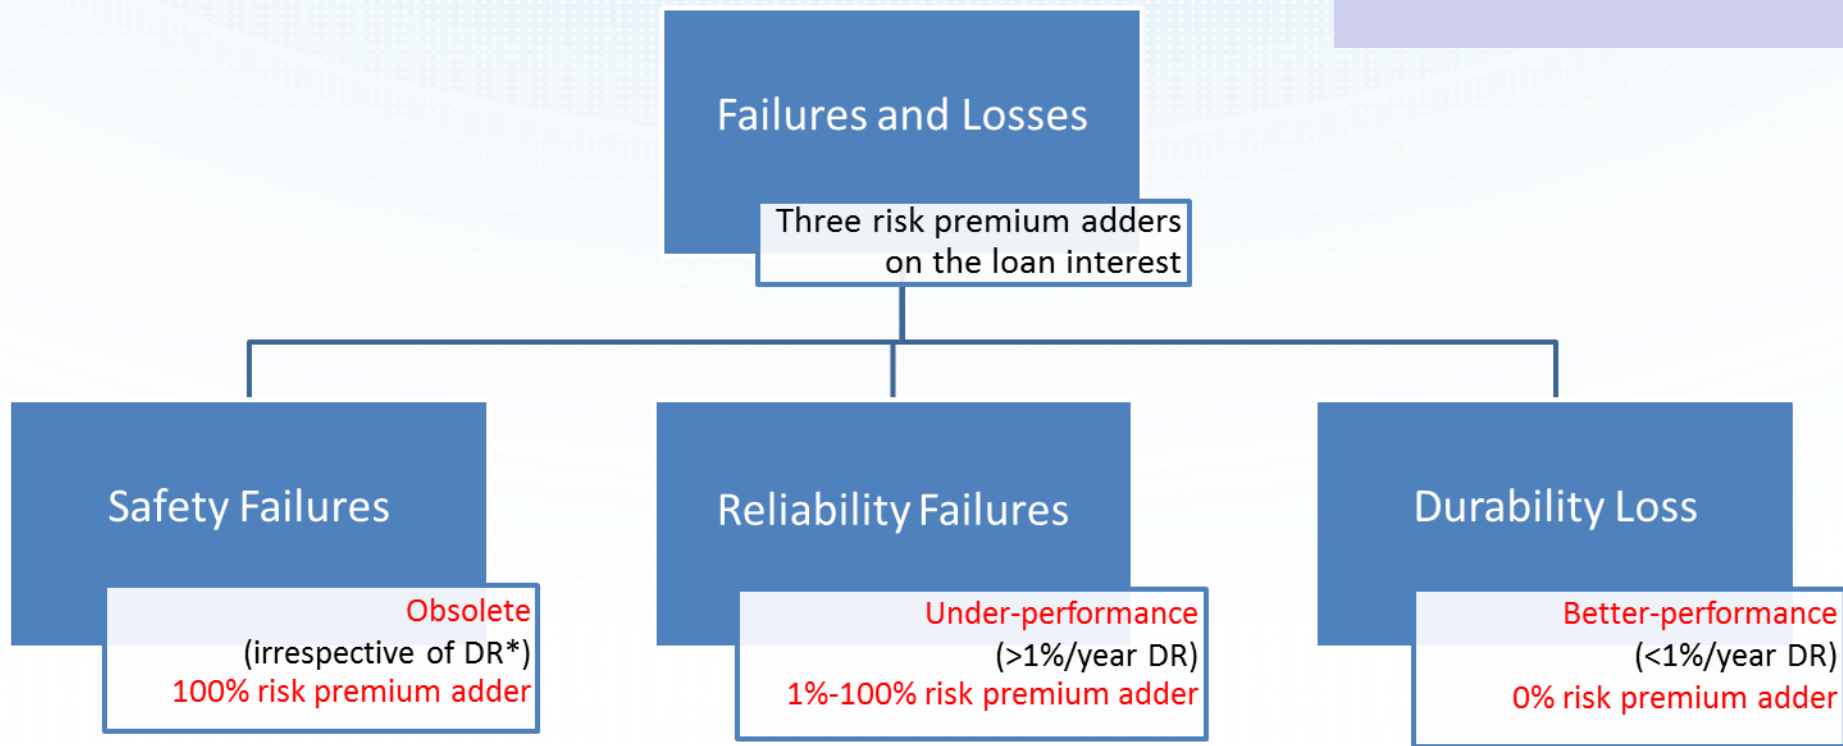 Failures and Losses
Three risk premium adders
on the loan interest
Safety Failures
Obsolete
(irrespective of DR*)
100% risk premium adder
Reliability Failures
Under-performance
(>1%/year DR)
1%-100% risk premium adder
Durability Loss
Better-performance
(<1%/year DR)
0% risk premium adder